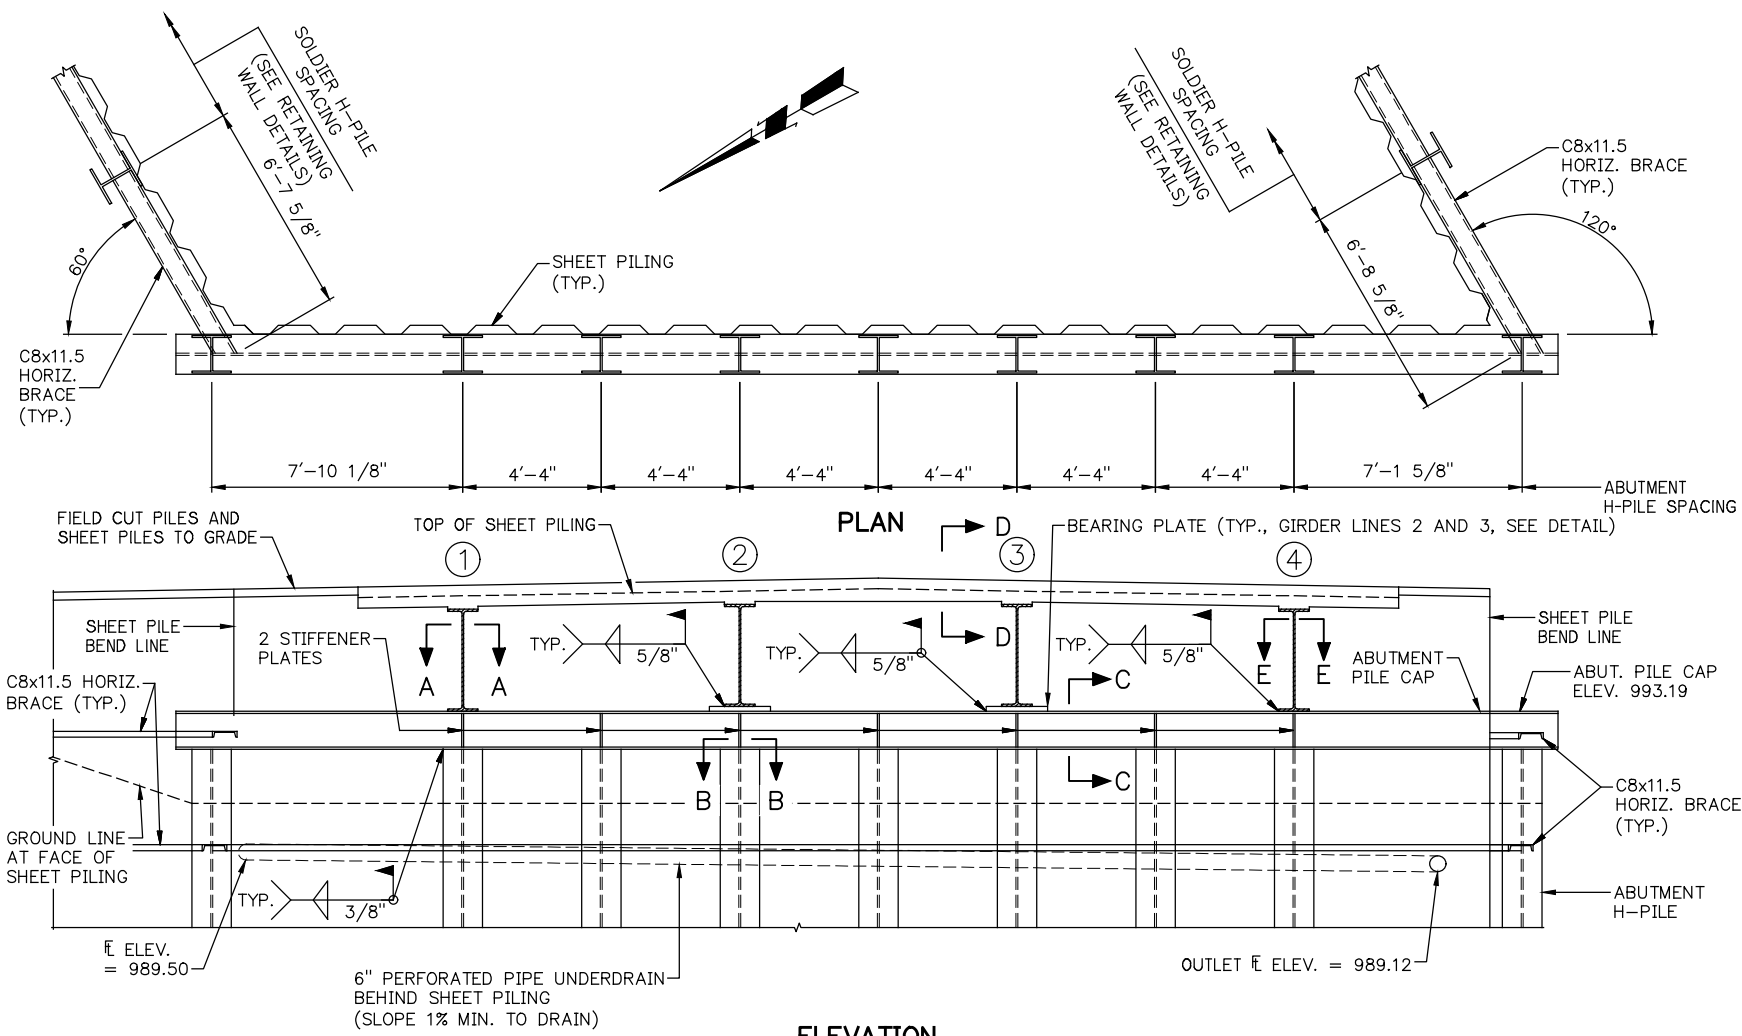 SOLDIER H-PILE
SPACING
(SEE RETAINING
WALL DETAILS)
6'-7 5/8"
60°
C8x11.5
HORIZ.
BRACE
(TYP.)
SHEET PILING
(TYP.)
SOLDIER H-PILE
SPACING
(SEE RETAINING
WALL DETAILS)
6'-8 5/8"
C8x11.5
HORIZ. BRACE
(TYP.)
120°
7'-10 1/8"
4'-4"
4'-4"
4'-4"
4'-4"
4'-4"
4'-4"
7'-1 5/8"
ABUTMENT
H-PILE SPACING
PLAN
FIELD CUT PILES AND
SHEET PILES TO GRADE
TOP OF SHEET PILING
D
BEARING PLATE (TYP., GIRDER LINES 2 AND 3, SEE DETAIL)
1
2
3
4
SHEET PILE
BEND LINE
2 STIFFENER
PLATES
A
A
TYP.
5/8"
TYP.
5/8"
D
TYP.
5/8"
E
E
SHEET PILE
BEND LINE
ABUTMENT
PILE CAP
ABUT. PILE CAP
ELEV. 993.19
C8x11.5 HORIZ.
BRACE (TYP.)
C
B
B
C
C8x11.5
HORIZ. BRACE
(TYP.)
GROUND LINE
AT FACE OF
SHEET PILING
TYP.
3/8"
ABUTMENT
H-PILE
℄ ELEV.
= 989.50
6" PERFORATED PIPE UNDERDRAIN
BEHIND SHEET PILING
(SLOPE 1% MIN. TO DRAIN)
OUTLET ℄ ELEV. = 989.12
ELEVATION